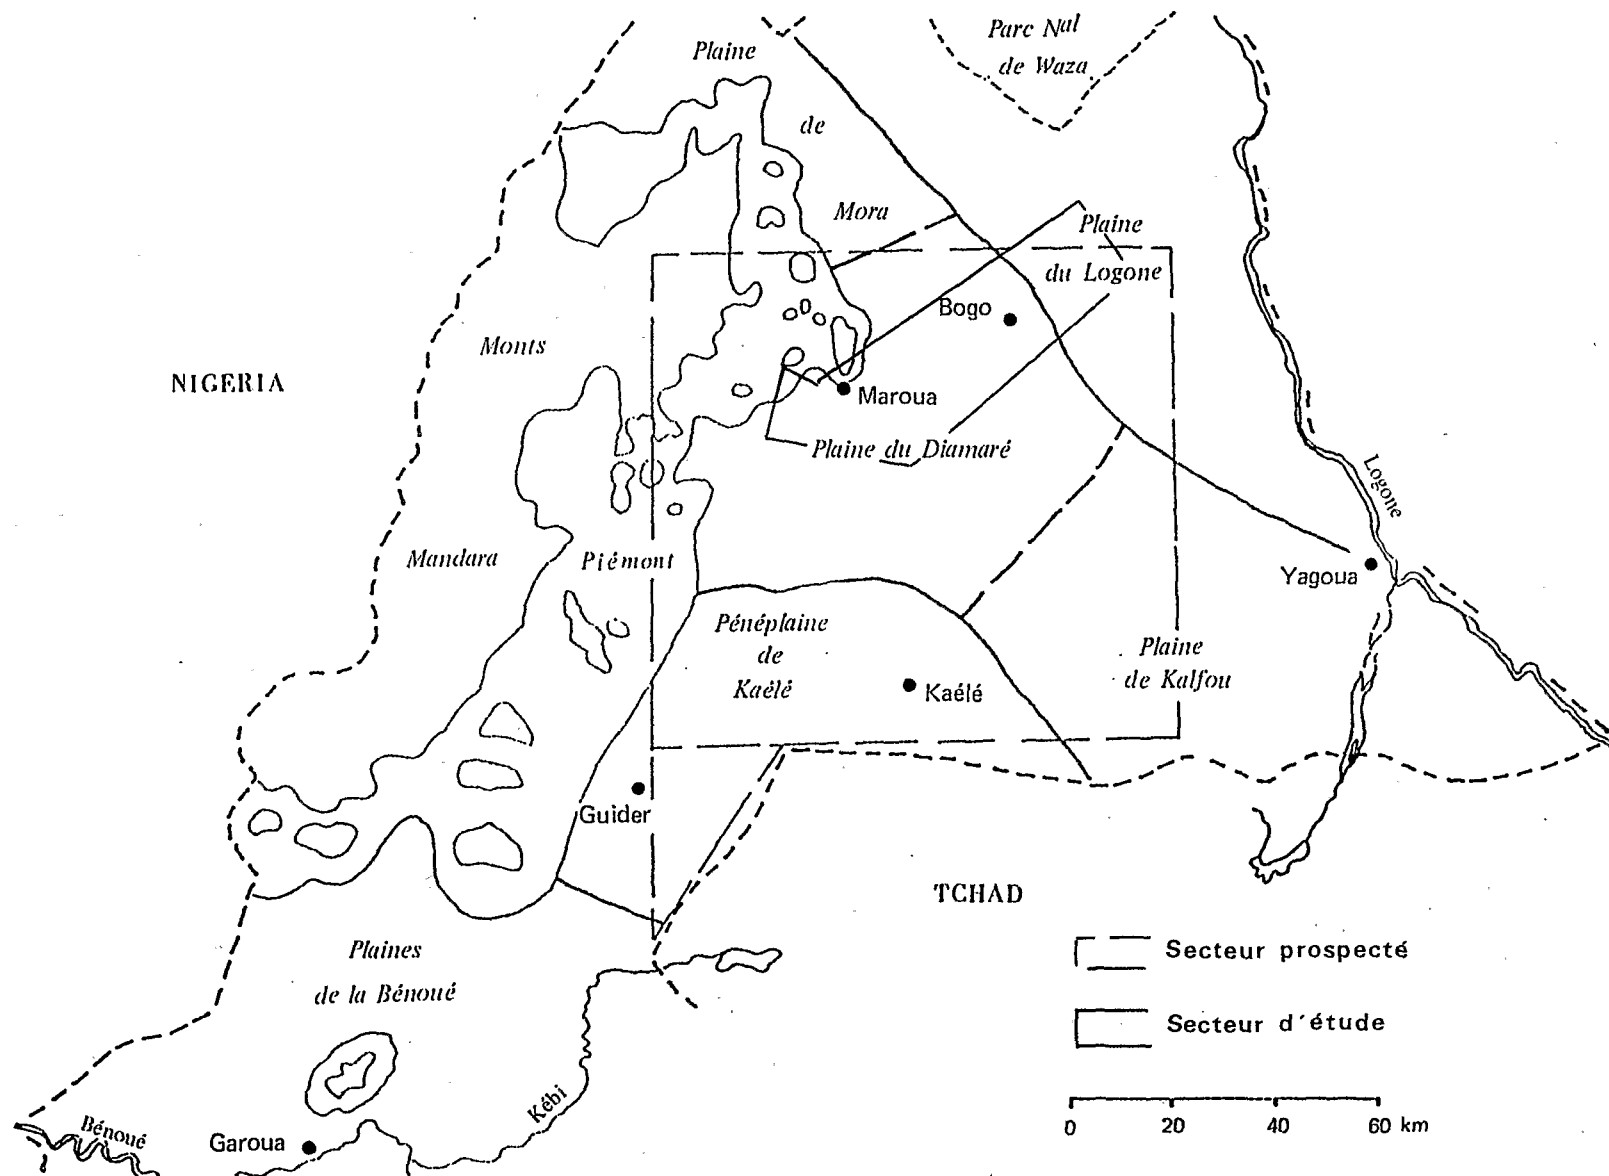 Parc Nal
de Waza
Plaine
de
Mora
Plaine
du Logone
Bogo
Monts
NIGERIA
Maroua
Plaine du Diamaré
Logone
Mandara
Piémont
Yagoua
Pénéplaine
de
Kaélé
Kaélé
Plaine
de Kalfou
Guider
TCHAD
Plaines
de la Bénoué
Secteur prospecté
Secteur d'étude
Kébi
Bénoué
Garoua
0 20 40 60 km